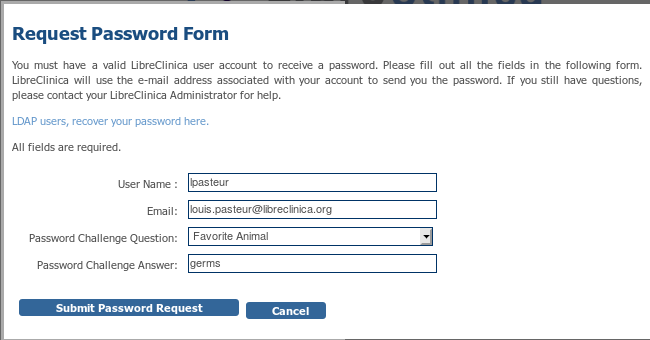 Request Password Form
You must have a valid LibreClinica user account to receive a password. Please fill out all the fields in the following form.
LibreClinica will use the e-mail address associated with your account to send you the password. If you still have questions,
please contact your LibreClinica Administrator for help.
LDAP users, recover your password here.
All fields are required.
User Name : lpasteur
Email: louis.pasteur@libreclinica.org
Password Challenge Question: Favorite Animal
Password Challenge Answer: germs
Submit Password Request Cancel